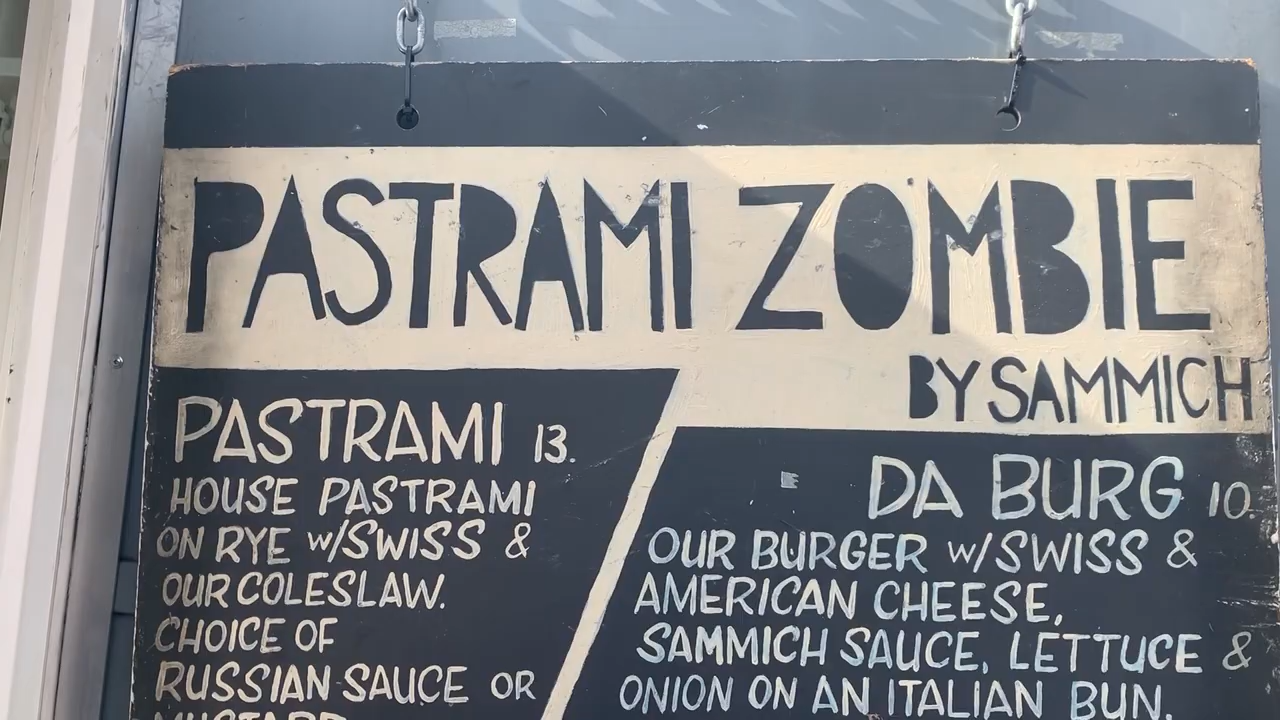 PASTRAMI ZOMBIE
BY SAMMICH
PASTRAMI 13.
HOUSE PASTRAMI
ON RYE w/SWISS &
OUR COLESLAW.
CHOICE OF
RUSSIAN SAUCE OR
MUSTARD
DA BURG 10.
OUR BURGER w/SWISS &
AMERICAN CHEESE,
SAMMICH SAUCE, LETTUCE &
ONION ON AN ITALIAN BUN.